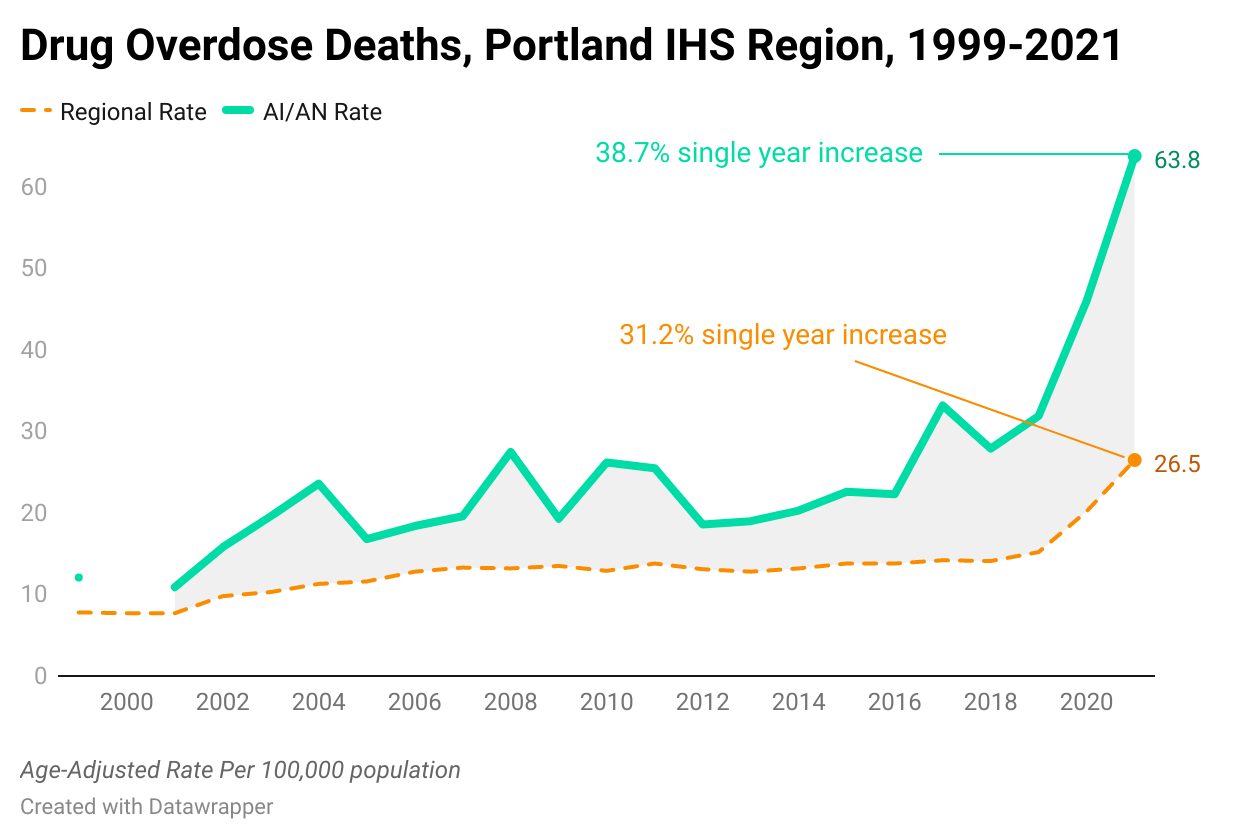 Drug Overdose Deaths, Portland IHS Region, 1999-2021
Regional Rate AI/AN Rate
38.7% single year increase
63.8
60
50
31.2% single year increase
40
30
26.5
20
10
0
2000 2002 2004 2006 2008 2010 2012 2014 2016 2018 2020
Age-Adjusted Rate Per 100,000 population
Created with Datawrapper